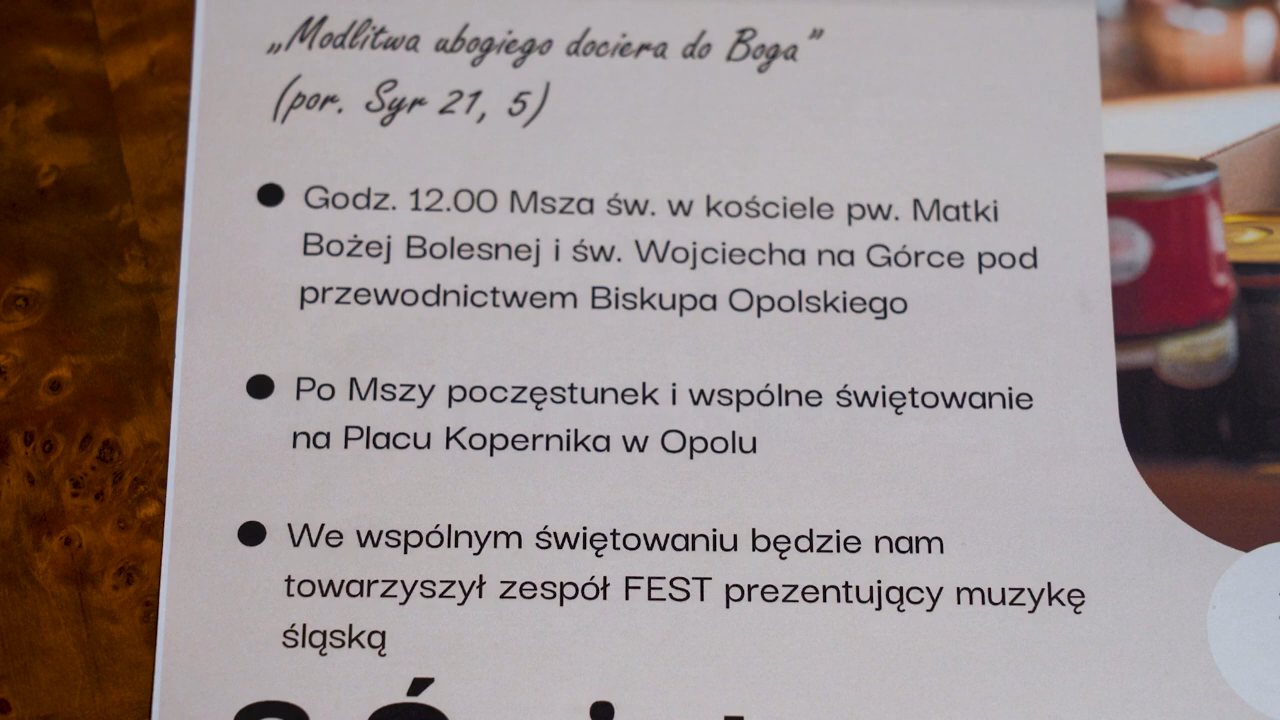 „Modlitwa ubogiego dociera do Boga”
(por. Syr 21, 5)
● Godz. 12.00 Msza św. w kościele pw. Matki
Bożej Bolesnej i św. Wojciecha na Górce pod
przewodnictwem Biskupa Opolskiego
● Po Mszy poczęstunek i wspólne świętowanie
na Placu Kopernika w Opolu
● We wspólnym świętowaniu będzie nam
towarzyszył zespół FEST prezentujący muzykę
śląską